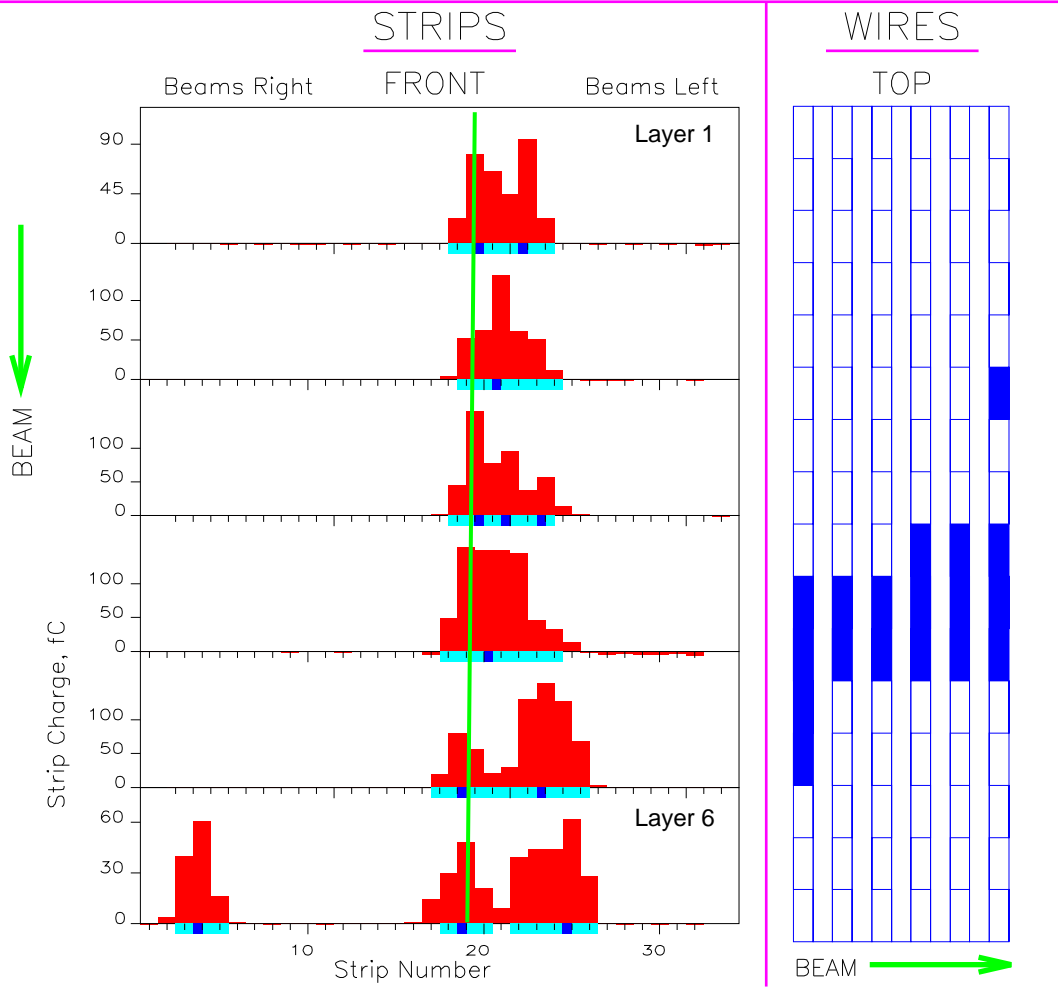 STRIPS
WIRES
Beams Right
FRONT
Beams Left
TOP
Layer 1
90
45
0
100
50
0
100
50
0
100
50
0
100
50
0
Layer 6
60
30
0
10
20
30
Strip Number
Strip Charge, fC
BEAM
BEAM